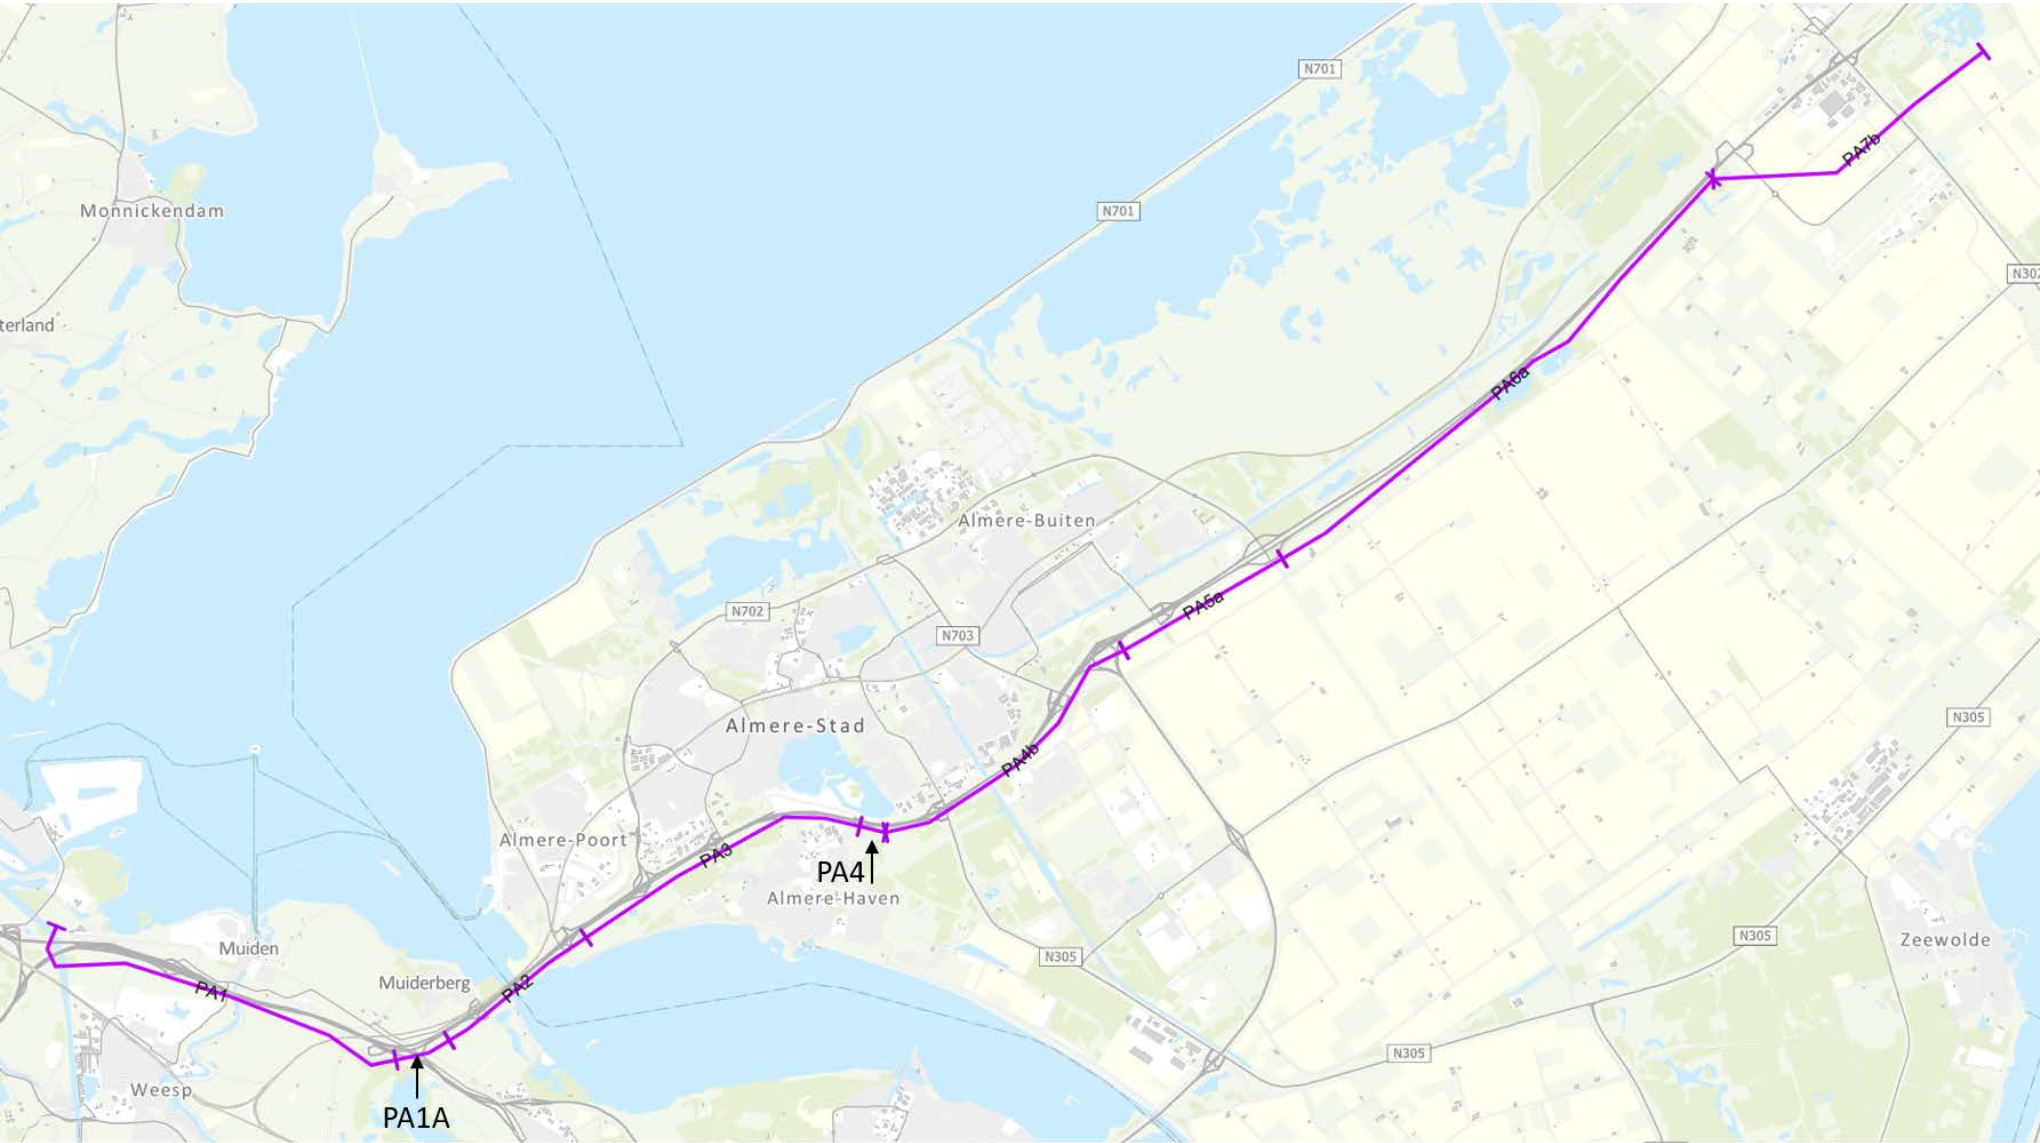 N701
N701
Monnickendam
PA7b
N302
terland
PA6a
Almere-Buiten
N702
PA5a
N703
N305
Almere-Stad
PA4b
Almere-Poort
PA3
PA4
Almere-Haven
N305
N305
Zeewolde
Muiden
Muiderberg
PA1
PA2
N305
Weesp
PA1A